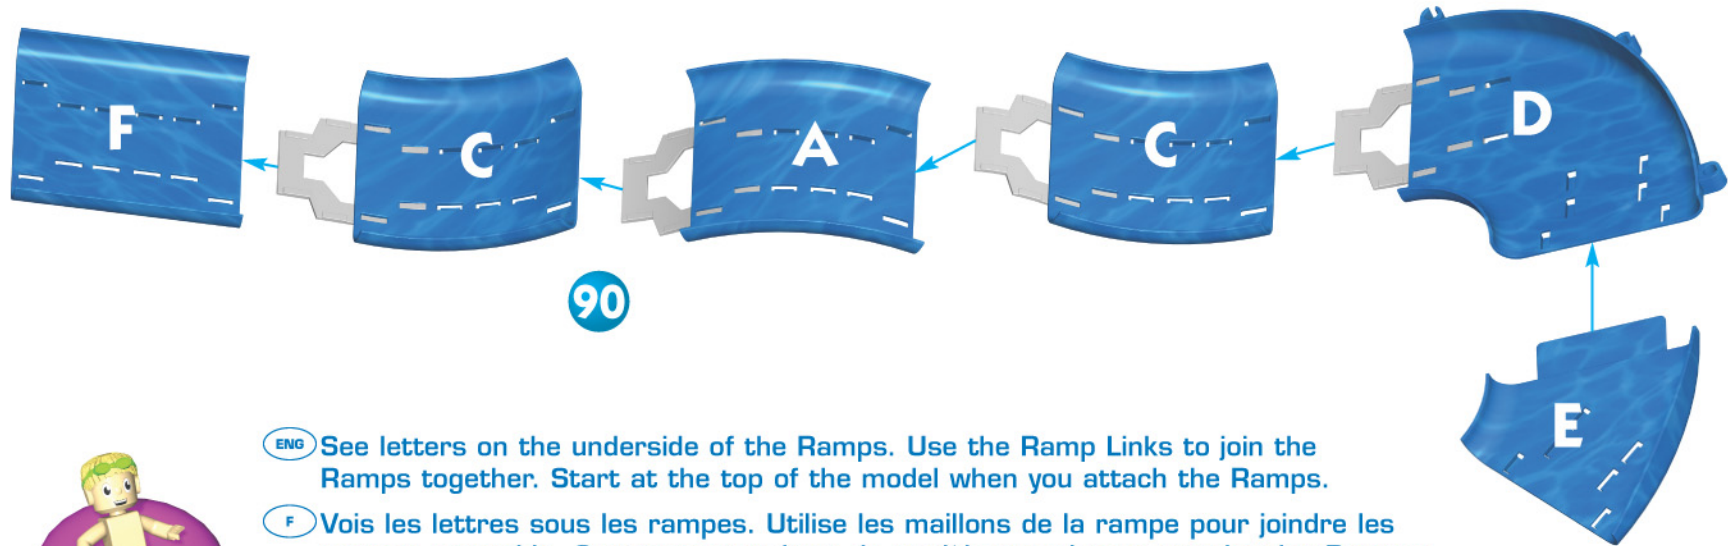 F C A C D
90
E
ENG See letters on the underside of the Ramps. Use the Ramp Links to join the
Ramps together. Start at the top of the model when you attach the Ramps.
F Vois les lettres sous les rampes. Utilise les maillons de la rampe pour joindre les